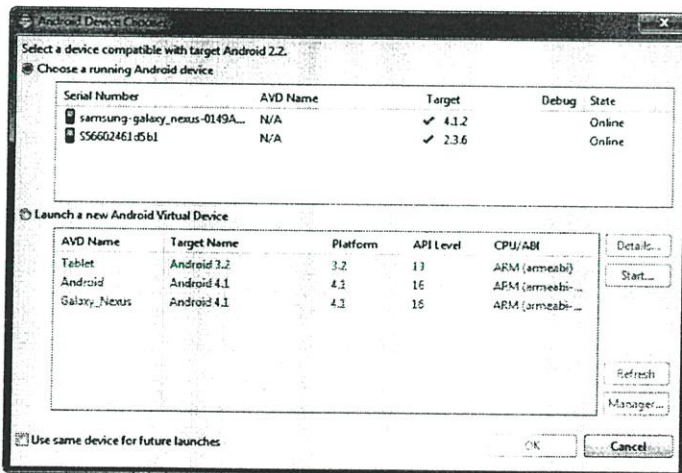 Android Device Chooser
Select a device compatible with target Android 2.2.
Choose a running Android device
Serial Number AVD Name Target Debug State
samsung-galaxy_nexus-0149A... N/A 4.1.2 Online
N/A 2.3.6 Online
Launch a new Android Virtual Device
AVD Name Target Name Platform API Level CPU/ABI Details...
Tablet Android 3.2 3.2 13 ARM (armeabi) Start...
Android Android 4.1 4.1 16 ARM (armeabi-...
Galaxy_Nexus Android 4.1 4.1 16 ARM (armeabi-...
Refresh
Manager...
Use same device for future launches OK Cancel